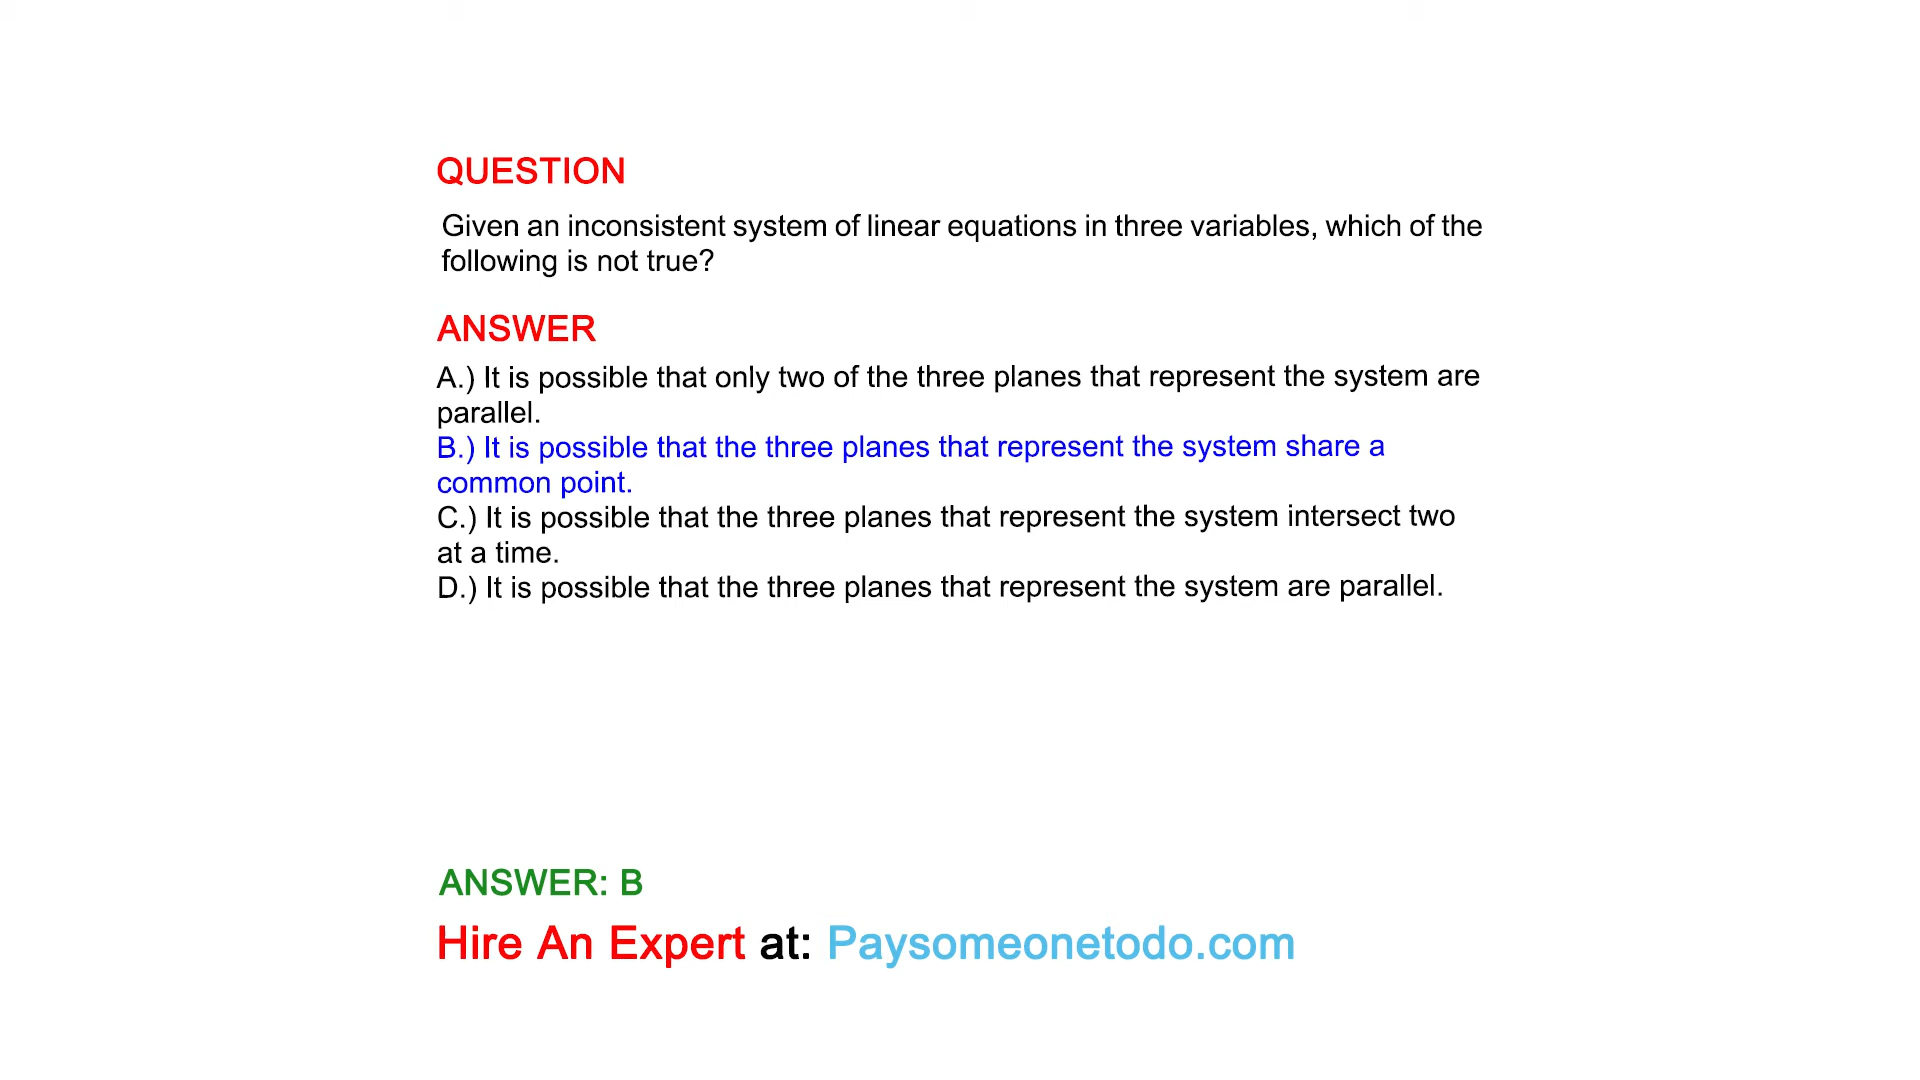 QUESTION
Given an inconsistent system of linear equations in three variables, which of the
following is not true?
ANSWER
A.) It is possible that only two of the three planes that represent the system are
parallel.
B.) It is possible that the three planes that represent the system share a
common point.
C.) It is possible that the three planes that represent the system intersect two
at a time.
D.) It is possible that the three planes that represent the system are parallel.
ANSWER: B
Hire An Expert at: Paysomeonetodo.com